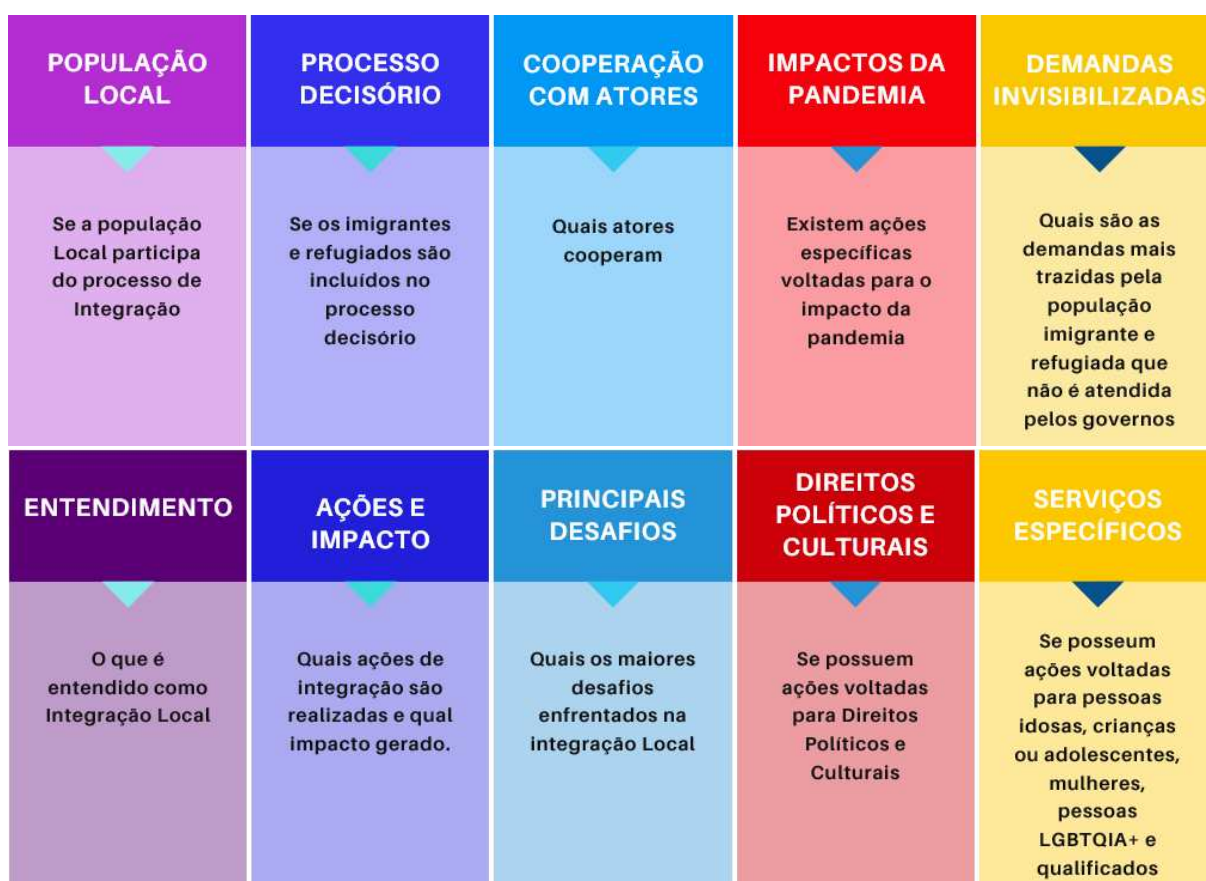 POPULAÇÃO
LOCAL
Se a população
Local participa
do processo de
Integração
PROCESSO
DECISÓRIO
Se os imigrantes
e refugiados são
incluídos no
processo
decisório
COOPERAÇÃO
COM ATORES
Quais atores
cooperam
IMPACTOS DA
PANDEMIA
Existem ações
específicas
voltadas para o
impacto da
pandemia
DEMANDAS
INVISIBILIZADAS
Quais são as
demandas mais
trazidas pela
população
imigrante e
refugiada que
não é atendida
pelos governos
ENTENDIMENTO
O que é
entendido como
Integração Local
AÇÕES E
IMPACTO
Quais ações de
integração são
realizadas e qual
impacto gerado.
PRINCIPAIS
DESAFIOS
Quais os maiores
desafios
enfrentados na
integração Local
DIREITOS
POLÍTICOS E
CULTURAIS
Se possuem
ações voltadas
para Direitos
Políticos e
Culturais
SERVIÇOS
ESPECÍFICOS
Se posseum
ações voltadas
para pessoas
idosas, crianças
ou adolescentes,
mulheres,
pessoas
LGBTQIA+ e
qualificados